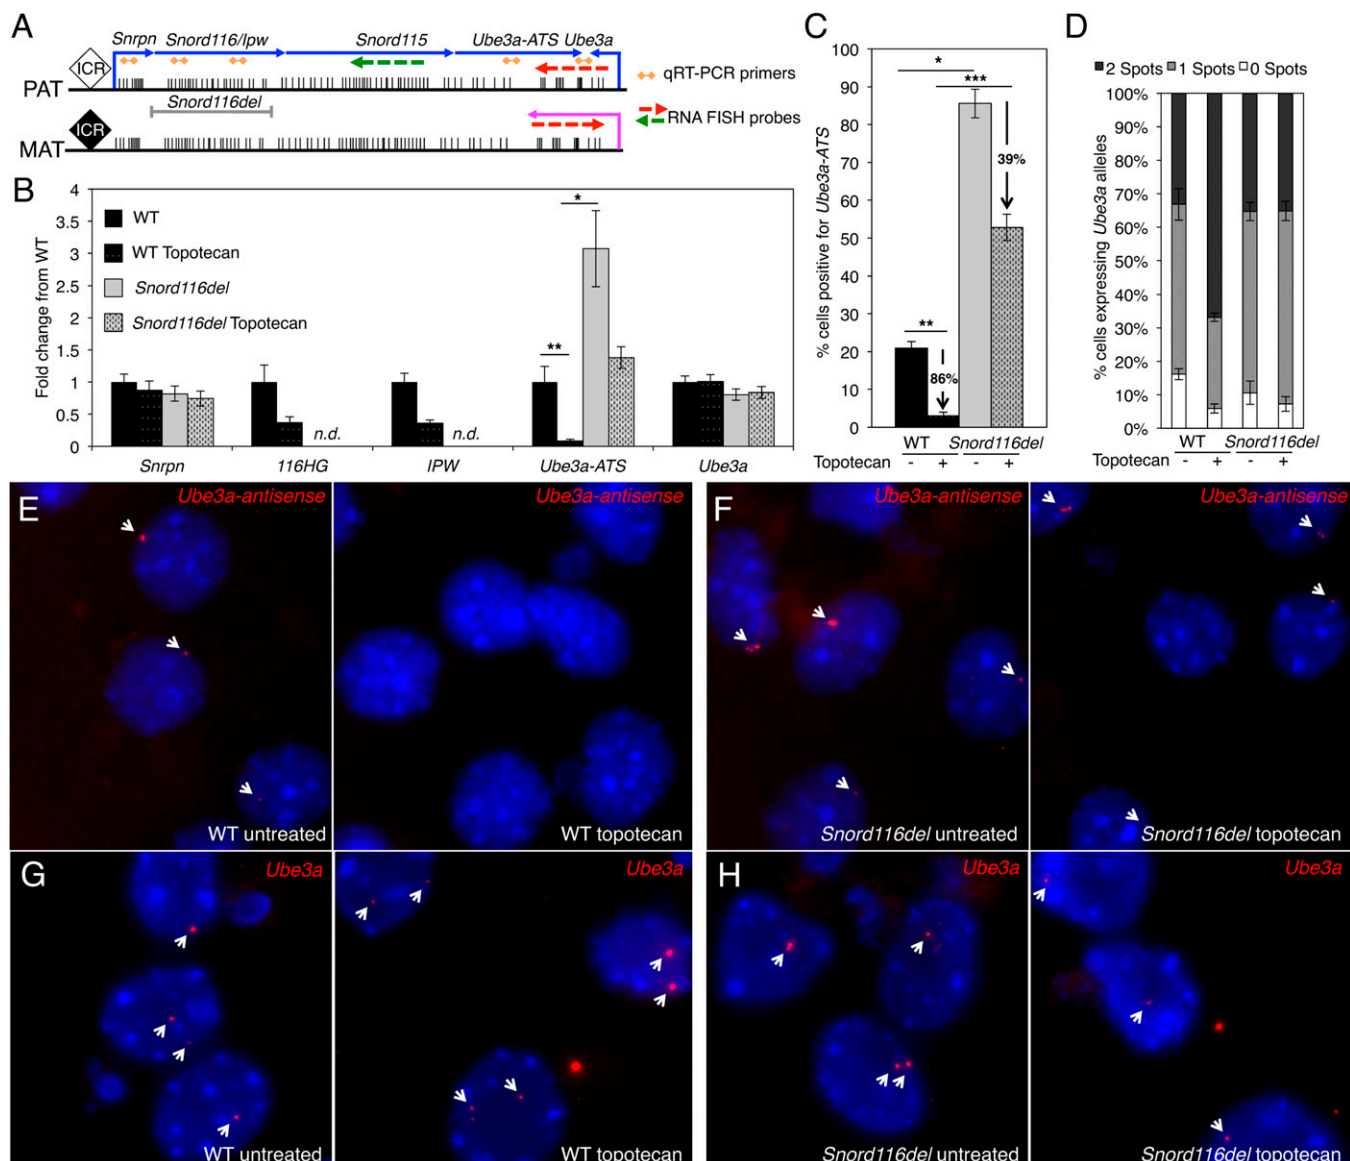 A
Snrpn Snord116/Ipw Snord115 Ube3a-ATS Ube3a
ICR
PAT
qRT-PCR primers
Snord116del
RNA FISH probes
ICR
MAT
B
Fold change from WT
4
3.5
3
2.5
2
1.5
1
0.5
0
WT
WT Topotecan
Snord116del
Snord116del Topotecan
n.d.
n.d.
**
*
Snrpn 116HG IPW Ube3a-ATS Ube3a
C
% cells positive for Ube3a-ATS
100
90
80
70
60
50
40
30
20
10
0
*
***
39%
**
86%
WT Snord116del
Topotecan - + - +
D
2 Spots 1 Spots 0 Spots
% cells expressing Ube3a alleles
100%
90%
80%
70%
60%
50%
40%
30%
20%
10%
0%
WT Snord116del
Topotecan - + - +
E
Ube3a-antisense
WT untreated
Ube3a-antisense
WT topotecan
F
Ube3a-antisense
Snord116del untreated
Ube3a-antisense
Snord116del topotecan
G
Ube3a
WT untreated
Ube3a
WT topotecan
H
Ube3a
Snord116del untreated
Ube3a
Snord116del topotecan